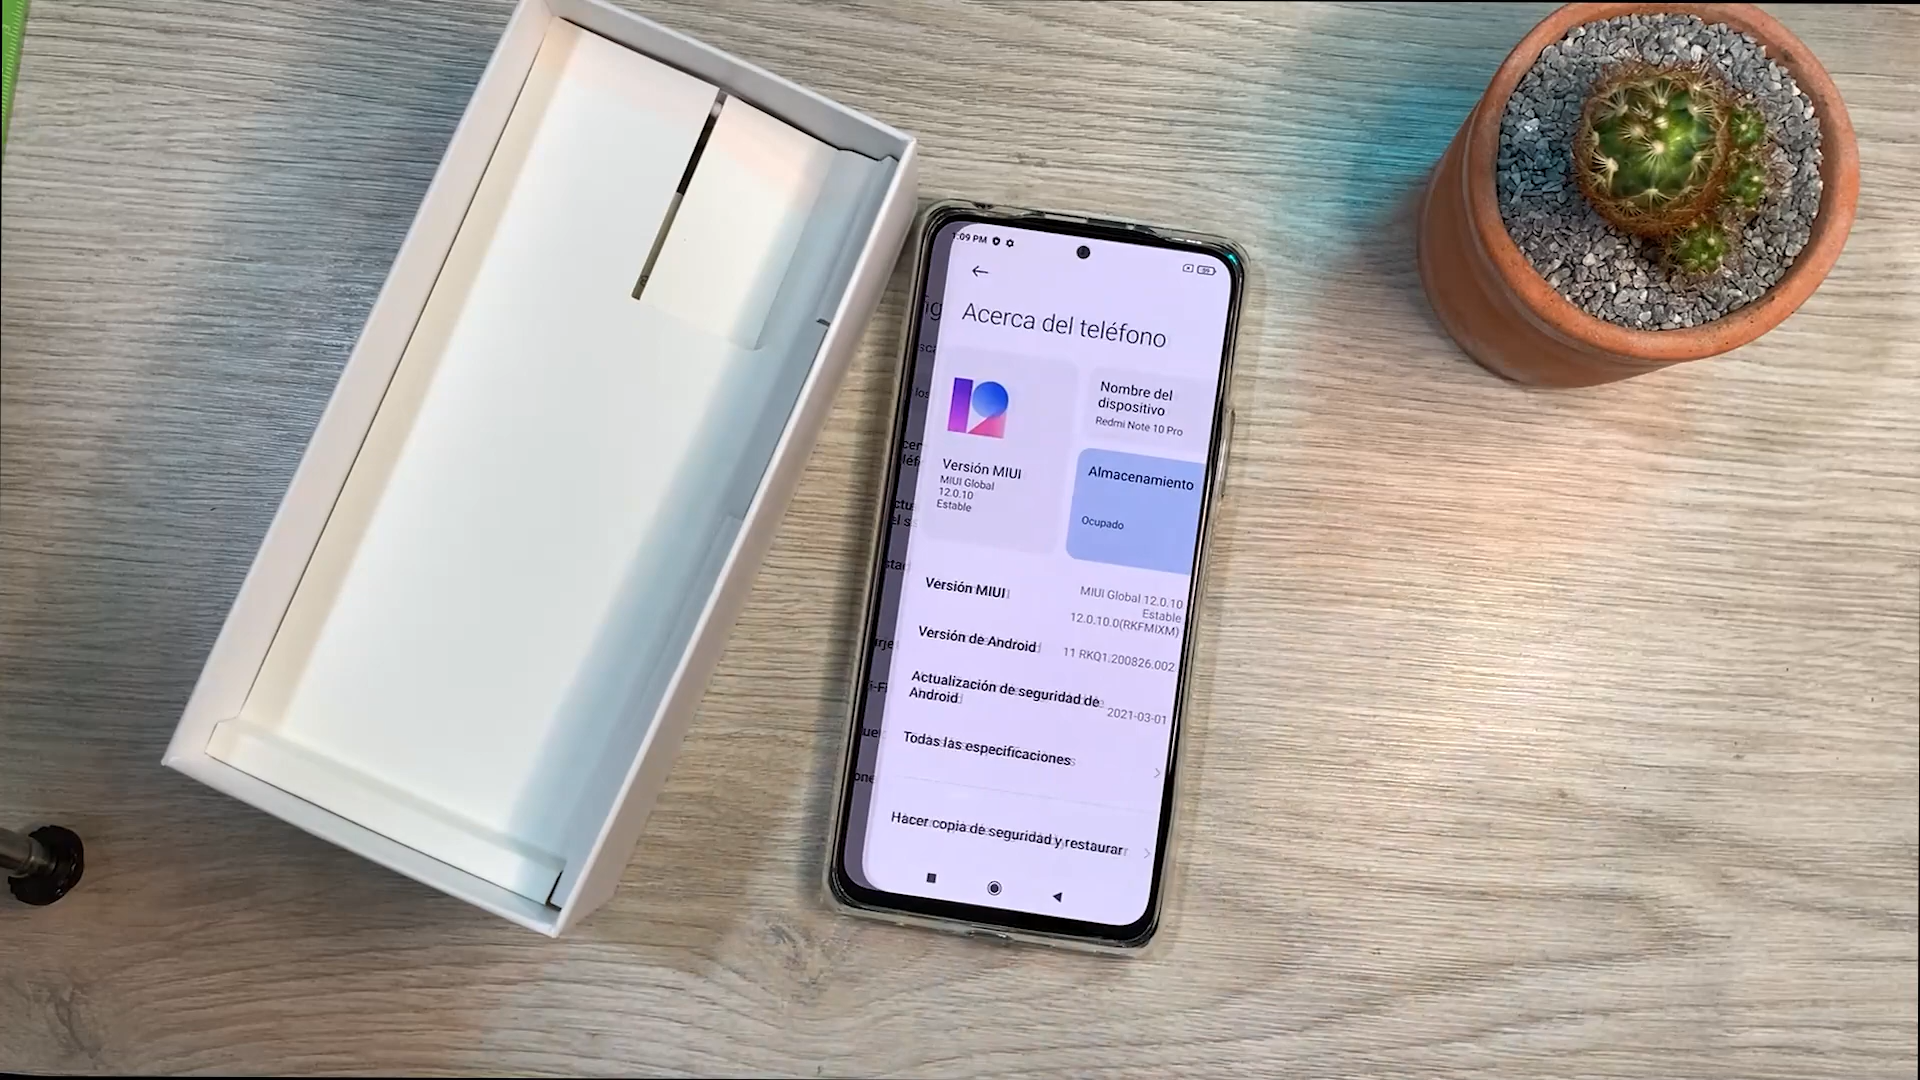 1:09 PM
Acerca del teléfono
Nombre del
dispositivo
Redmi Note 10 Pro
Versión MIUI
MIUI Global
12.0.10
Estable
Almacenamiento
Ocupado
Versión MIUI
MIUI Global 12.0.10
Estable
12.0.10.0(RKFMIXM)
Versión de Android
11 RKQ1.200826.002
Actualización de seguridad de
Android
2021-03-01
Todas las especificaciones
Hacer copia de seguridad y restaurar